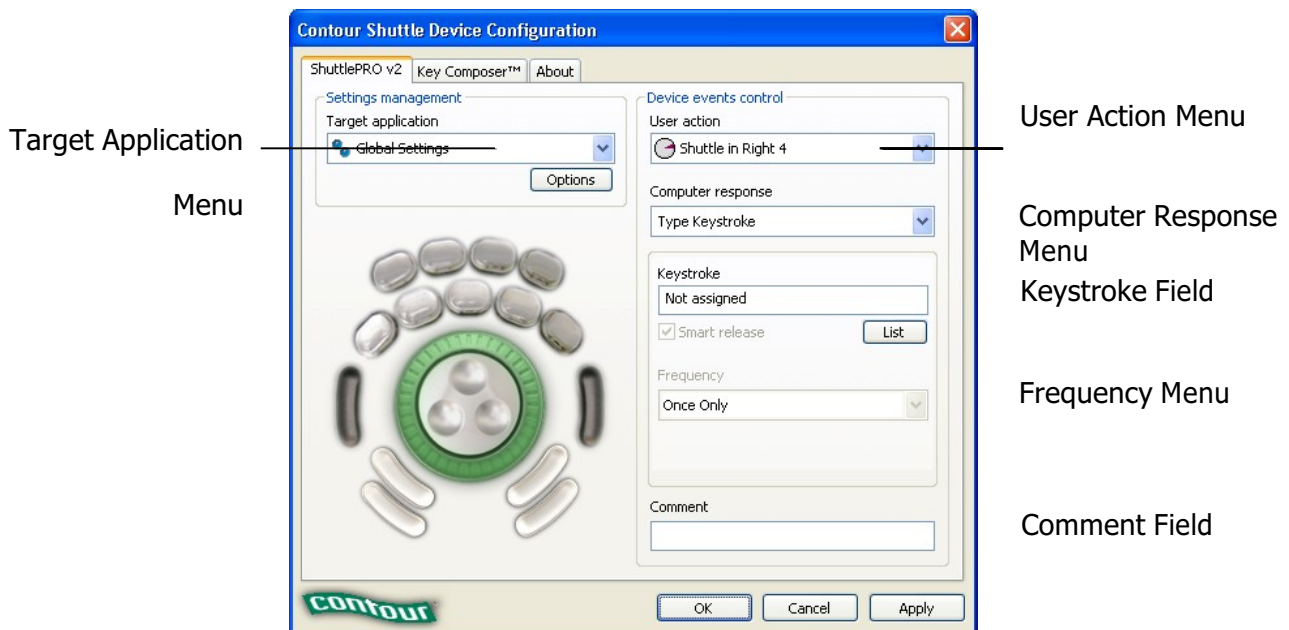 Contour Shuttle Device Configuration
ShuttlePRO v2 Key Composer™ About
Settings management
Target application
Global Settings
Options
Target Application
Menu
Device events control
User action
Shuttle in Right 4
Computer response
Type Keystroke
Keystroke
Not assigned
Smart release
List
Frequency
Once Only
Comment
User Action Menu
Computer Response
Menu
Keystroke Field
Frequency Menu
Comment Field
contour
OK Cancel Apply